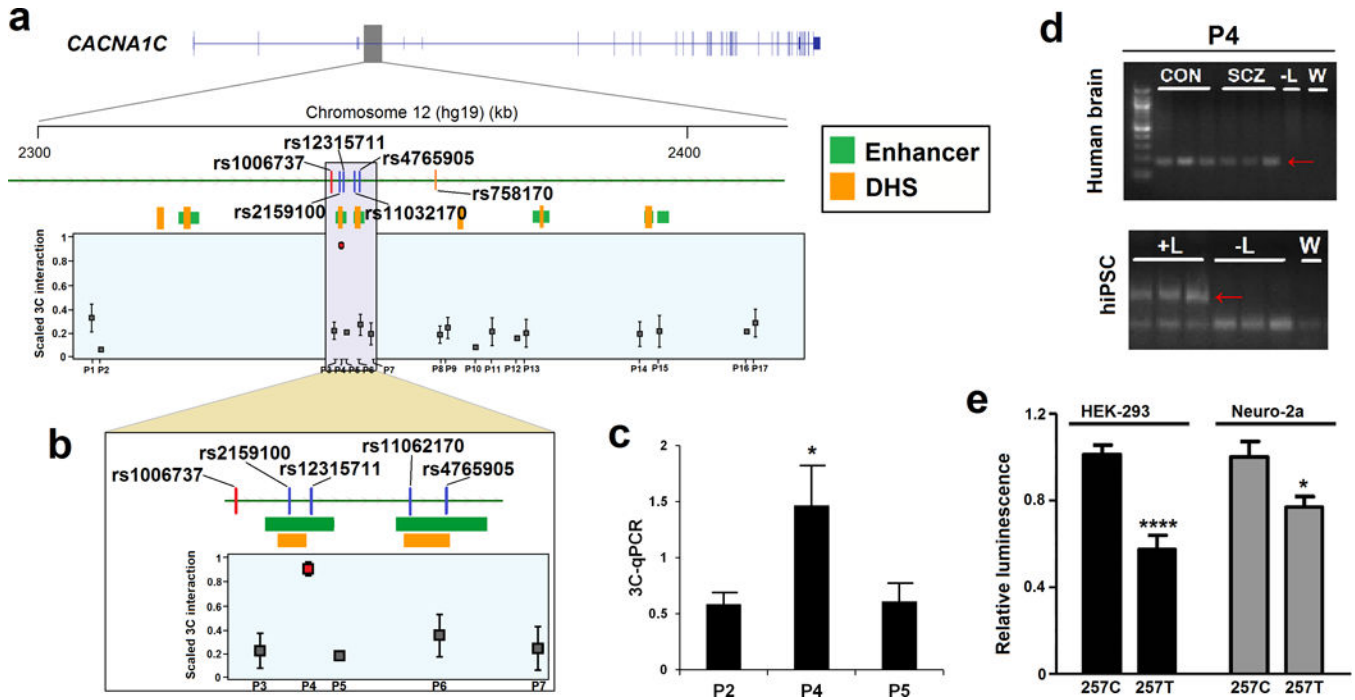 a
CACNA1C
Chromosome 12 (hg19) (kb)
2300
2400
rs12315711
rs1006737
rs4765905
rs758170
rs2159100
rs11032170
Enhancer
DHS
Scaled 3C interaction
1
0.8
0.6
0.4
0.2
0
P1 P2 P3 P4 P5 P6 P7 P8 P9 P10 P11 P12 P13 P14 P15 P16 P17
b
rs11062170
rs2159100
rs12315711
rs4765905
rs1006737
Scaled 3C interaction
1
0.8
0.6
0.4
0.2
0
P3 P4 P5 P6 P7
c
3C-qPCR
2
1.5
1
0.5
0
*
P2 P4 P5
d
P4
Human brain
CON SCZ -L W
hiPSC
+L -L W
e
HEK-293 Neuro-2a
Relative luminescence
1.2
0.8
0.4
0
****
*
257C 257T 257C 257T